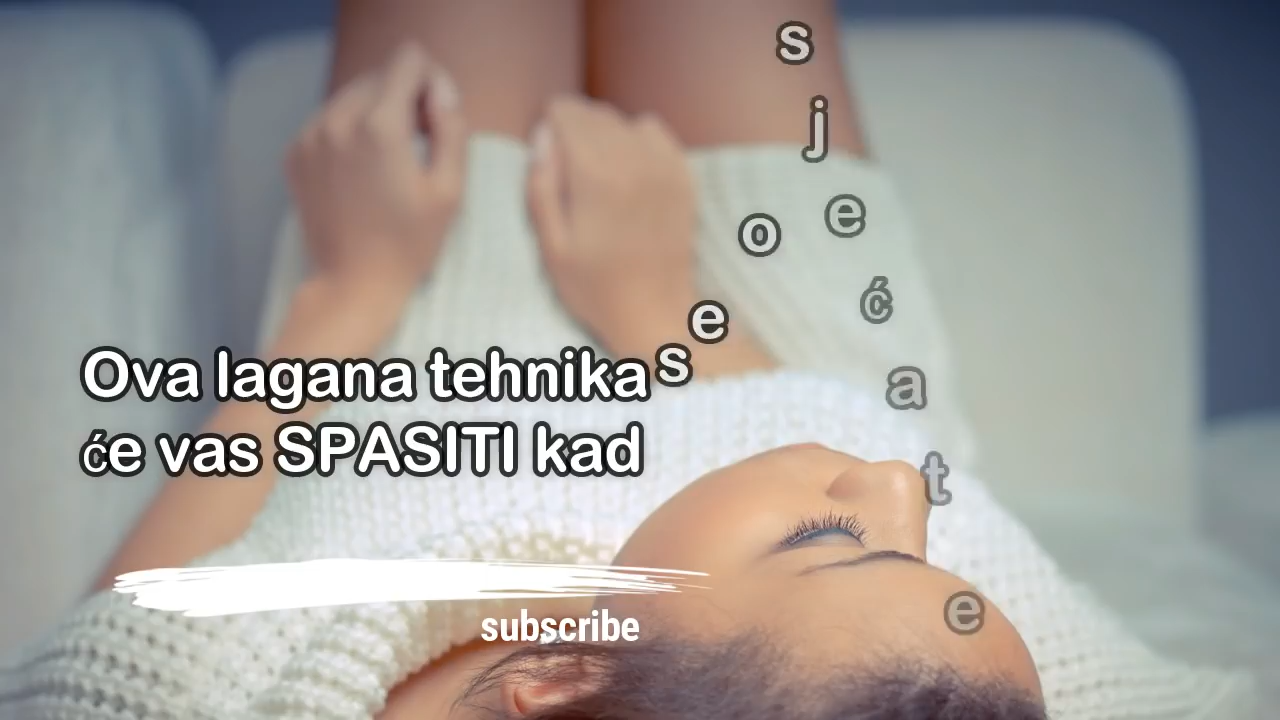 Ova lagana tehnika
će vas SPASITI kad
se osjećate
subscribe